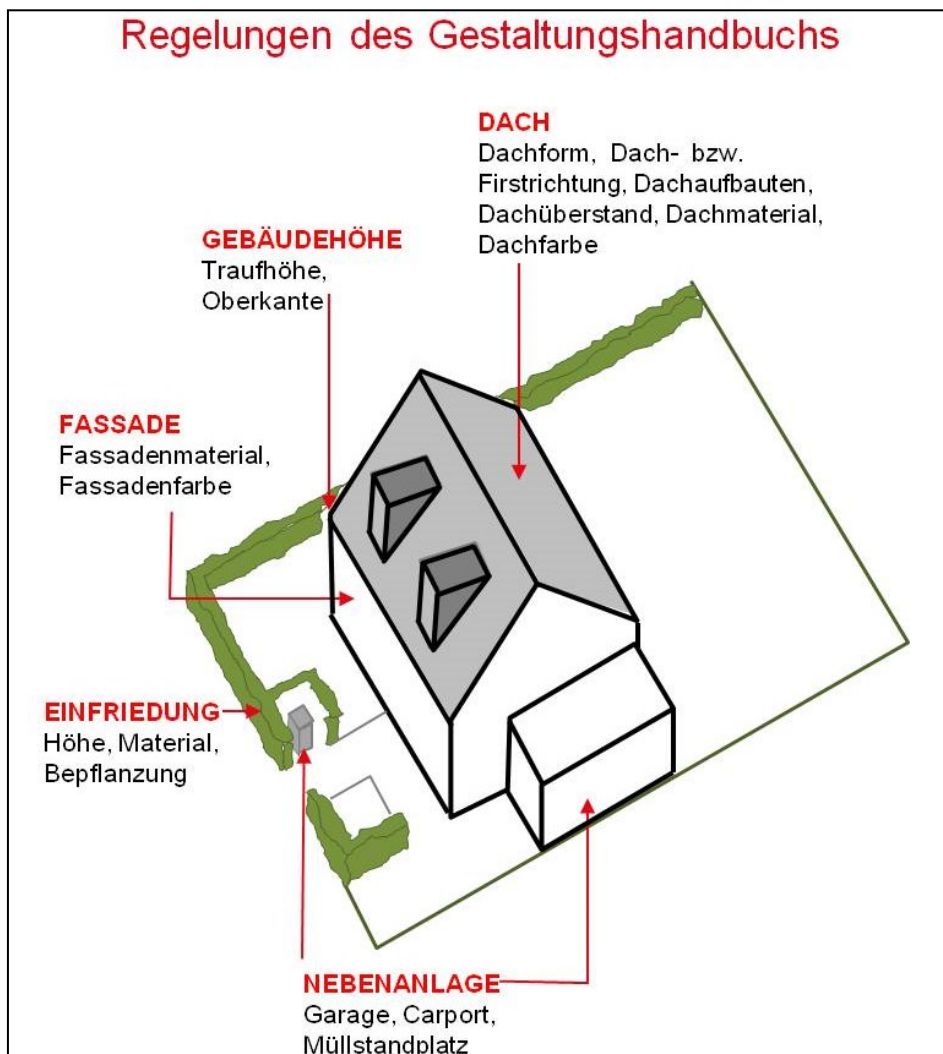 Regelungen des Gestaltungshandbuchs
DACH
Dachform, Dach- bzw.
Firstrichtung, Dachaufbauten,
Dachüberstand, Dachmaterial,
Dachfarbe
GEBÄUDEHÖHE
Traufhöhe,
Oberkante
FASSADE
Fassadenmaterial,
Fassadenfarbe
EINFRIEDUNG
Höhe, Material,
Bepflanzung
NEBENANLAGE
Garage, Carport,
Müllstandplatz